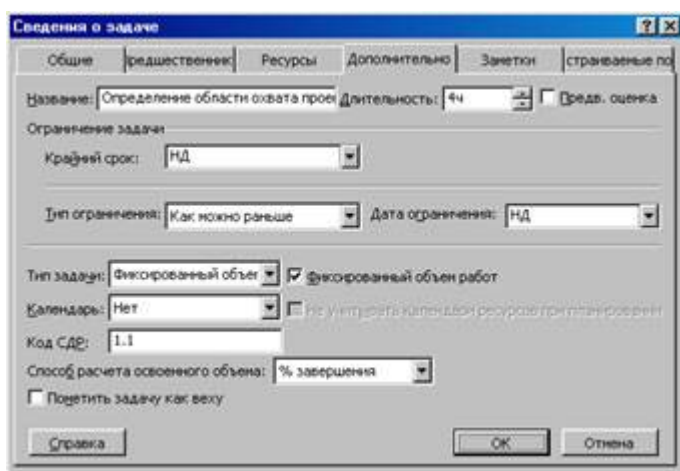 Сведения о задаче
Общие редшественник Ресурсы Дополнительно Заметки страиваемые по
Название: Определение области охвата проек Длительность: 4ч Предв. оценка
Ограничение задачи
Крайний срок: НД
Тип ограничения: Как можно раньше Дата ограничения: НД
Тип задачи: Фиксированный объем Фиксированный объем работ
Календарь: Нет Не учитывать календари ресурсов при планировании
Код СДР: 1.1
Способ расчета освоенного объема: % завершения
Пометить задачу как веху
Справка ОК Отмена